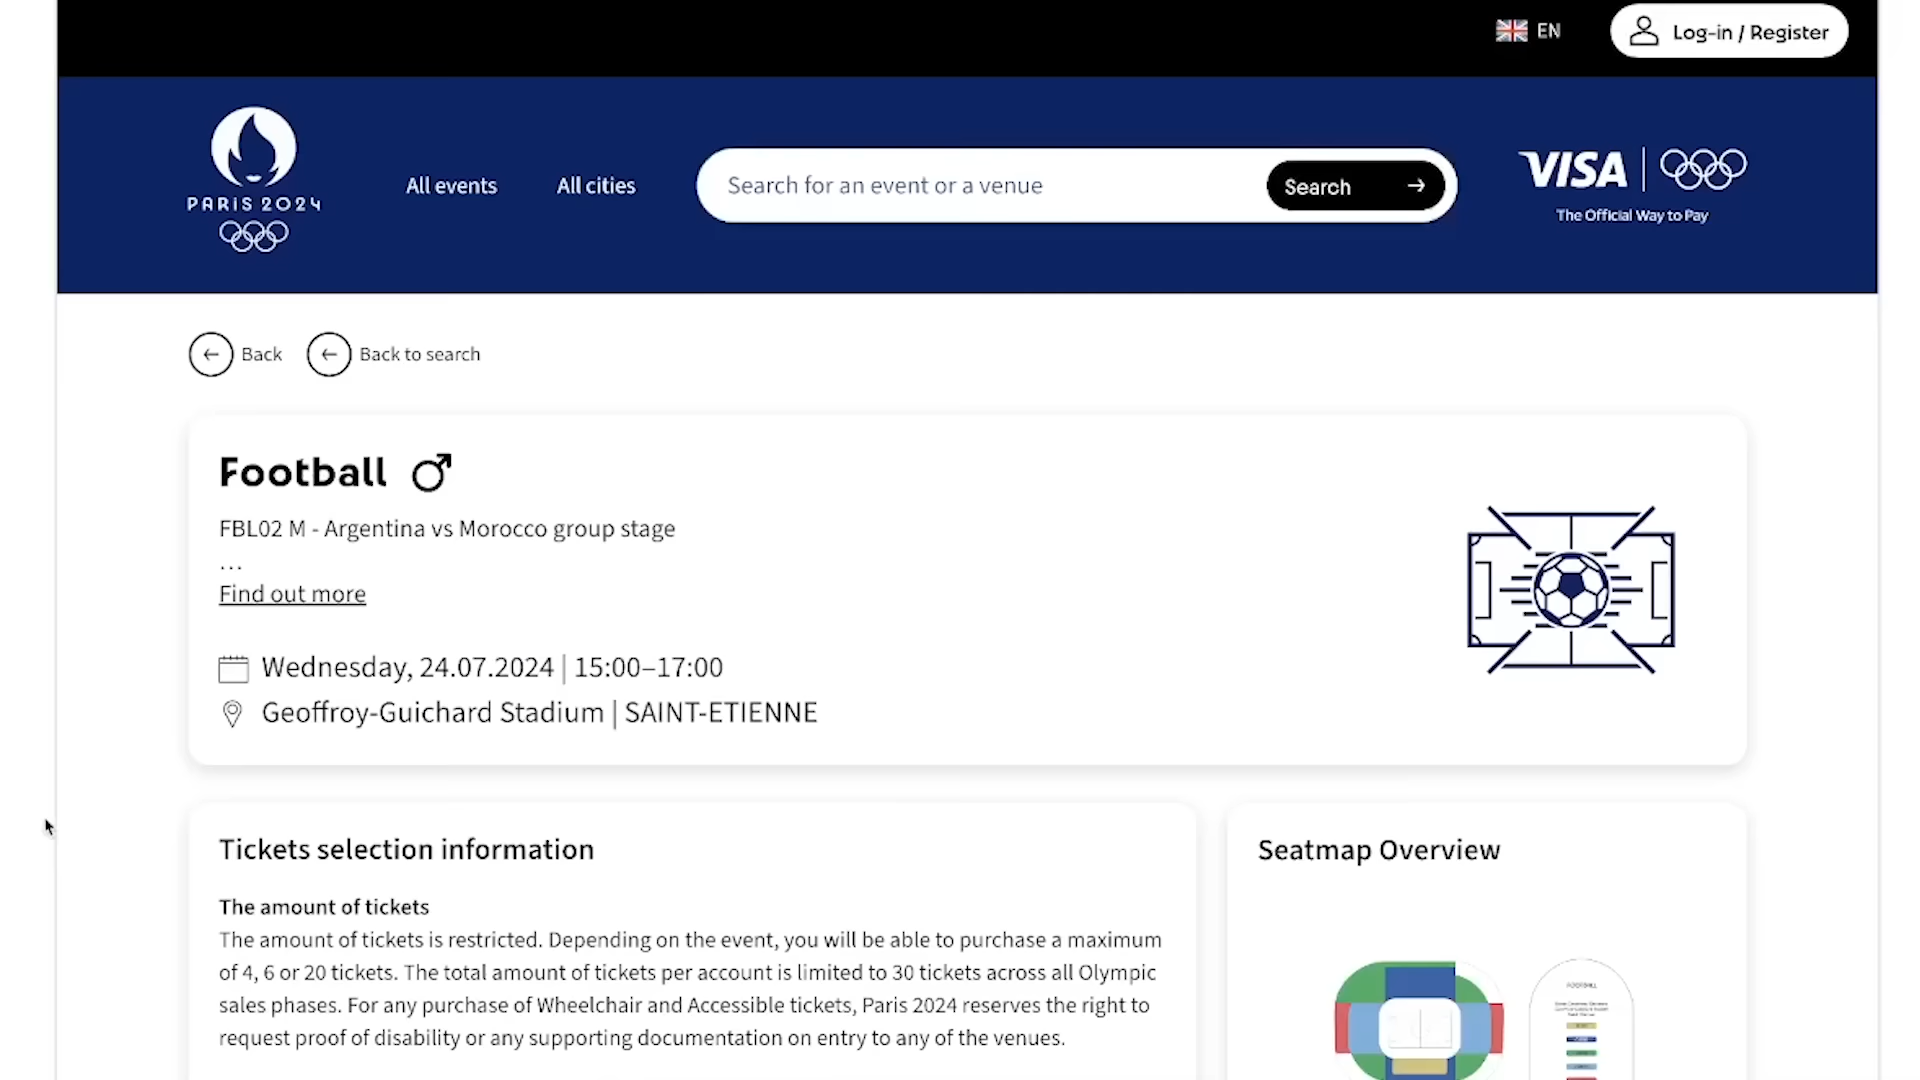 EN
Log-in / Register
PARIS 2024
All events
All cities
Search for an event or a venue
Search
VISA
The Official Way to Pay
Back
Back to search
Football
FBL02 M - Argentina vs Morocco group stage
...
Find out more
Wednesday, 24.07.2024 | 15:00–17:00
Geoffroy-Guichard Stadium | SAINT-ETIENNE
Tickets selection information
Seatmap Overview
The amount of tickets
The amount of tickets is restricted. Depending on the event, you will be able to purchase a maximum
of 4, 6 or 20 tickets. The total amount of tickets per account is limited to 30 tickets across all Olympic
sales phases. For any purchase of Wheelchair and Accessible tickets, Paris 2024 reserves the right to
request proof of disability or any supporting documentation on entry to any of the venues.
FOOTBALL